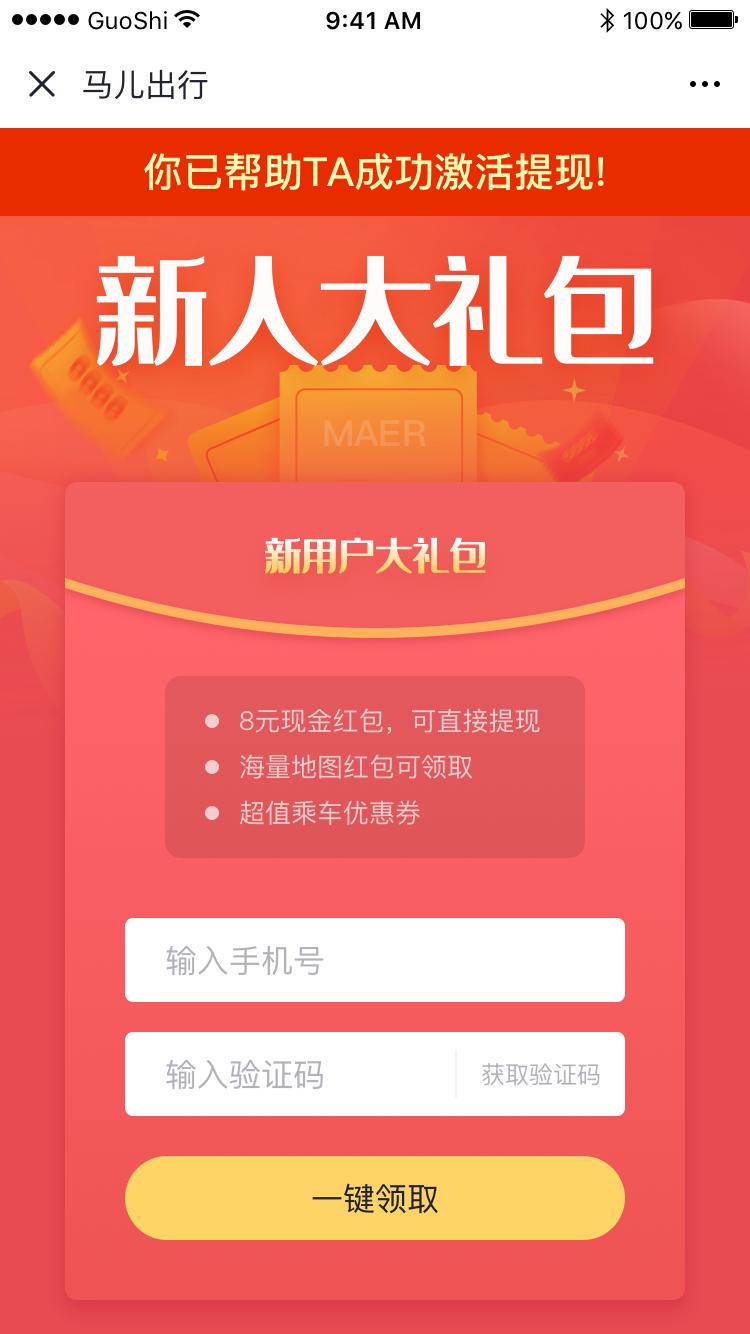 GuoShi 9:41 AM 100%
马儿出行
你已帮助TA成功激活提现!
新人大礼包
MAER
新用户大礼包
8元现金红包，可直接提现
海量地图红包可领取
超值乘车优惠券
输入手机号
输入验证码 获取验证码
一键领取